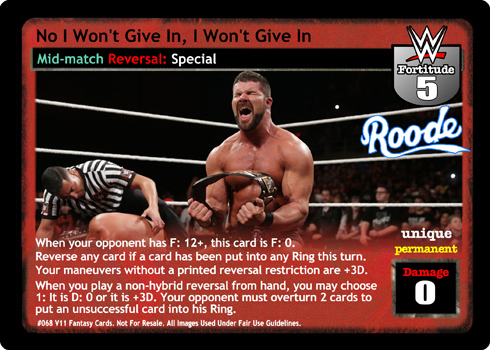 No I Won't Give In, I Won't Give In
Mid-match Reversal: Special
Fortitude
5
Roode
unique
permanent
Damage
0
When your opponent has F: 12+, this card is F: 0.
Reverse any card if a card has been put into any Ring this turn.
Your maneuvers without a printed reversal restriction are +3D.
When you play a non-hybrid reversal from hand, you may choose
1: It is D: 0 or it is +3D. Your opponent must overturn 2 cards to
put an unsuccessful card into his Ring.
#068 V11 Fantasy Cards. Not For Resale. All Images Used Under Fair Use Guidelines.